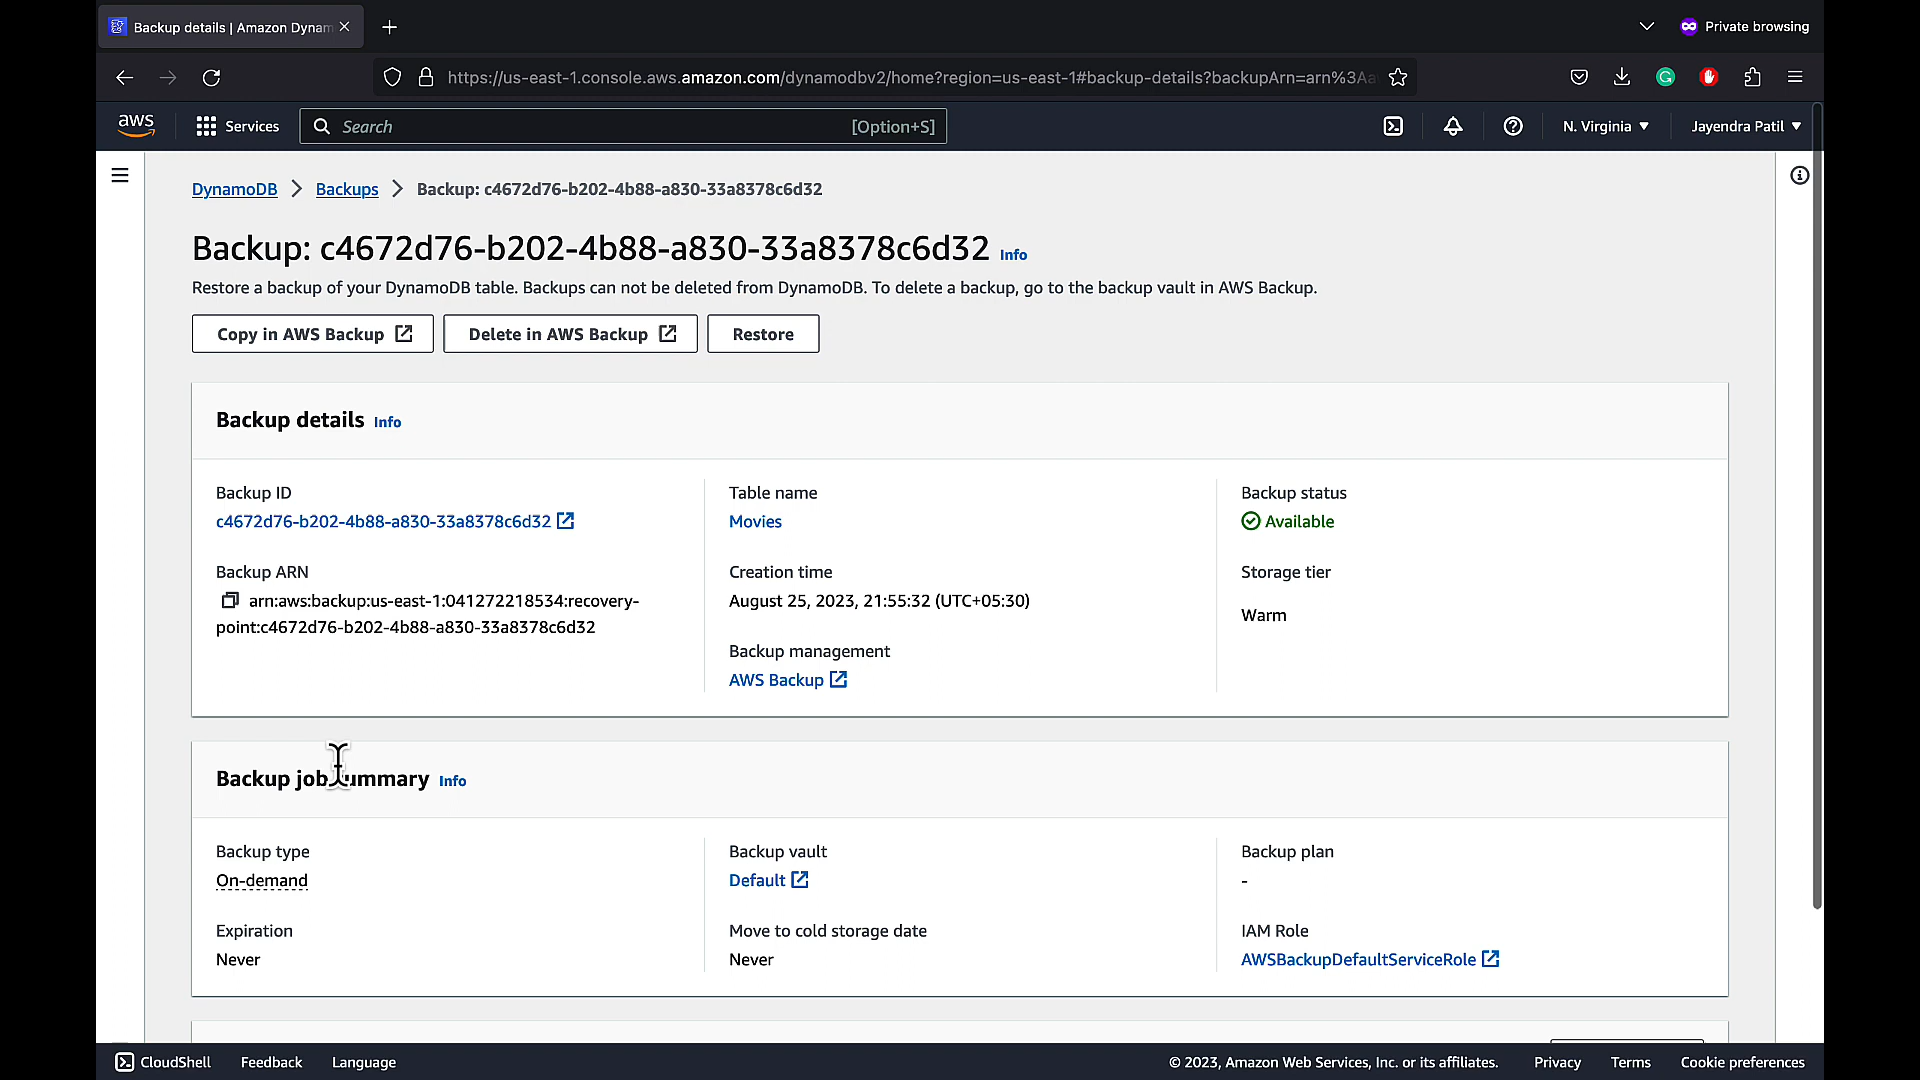 Backup details | Amazon Dynam
Private browsing
https://us-east-1.console.aws.amazon.com/dynamodbv2/home?region=us-east-1#backup-details?backupArn=arn%3Aa
aws
Services
Search
[Option+S]
N. Virginia
Jayendra Patil
DynamoDB
Backups
Backup: c4672d76-b202-4b88-a830-33a8378c6d32
Backup: c4672d76-b202-4b88-a830-33a8378c6d32 Info
Restore a backup of your DynamoDB table. Backups can not be deleted from DynamoDB. To delete a backup, go to the backup vault in AWS Backup.
Copy in AWS Backup
Delete in AWS Backup
Restore
Backup details Info
Backup ID
c4672d76-b202-4b88-a830-33a8378c6d32
Backup ARN
arn:aws:backup:us-east-1:041272218534:recovery-
point:c4672d76-b202-4b88-a830-33a8378c6d32
Table name
Movies
Creation time
August 25, 2023, 21:55:32 (UTC+05:30)
Backup management
AWS Backup
Backup status
Available
Storage tier
Warm
Backup job summary Info
Backup type
On-demand
Expiration
Never
Backup vault
Default
Move to cold storage date
Never
Backup plan
-
IAM Role
AWSBackupDefaultServiceRole
CloudShell
Feedback
Language
© 2023, Amazon Web Services, Inc. or its affiliates.
Privacy
Terms
Cookie preferences